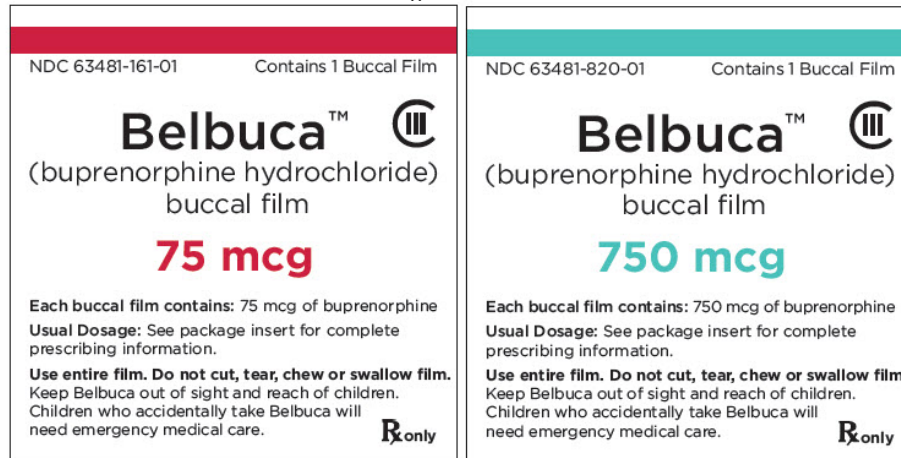 NDC 63481-161-01 Contains 1 Buccal Film
Belbuca™ CIII
(buprenorphine hydrochloride)
buccal film
75 mcg
Each buccal film contains: 75 mcg of buprenorphine
Usual Dosage: See package insert for complete
prescribing information.
Use entire film. Do not cut, tear, chew or swallow film.
Keep Belbuca out of sight and reach of children.
Children who accidentally take Belbuca will
need emergency medical care.
Rx only
NDC 63481-820-01 Contains 1 Buccal Film
Belbuca™ CIII
(buprenorphine hydrochloride)
buccal film
750 mcg
Each buccal film contains: 750 mcg of buprenorphine
Usual Dosage: See package insert for complete
prescribing information.
Use entire film. Do not cut, tear, chew or swallow film
Keep Belbuca out of sight and reach of children.
Children who accidentally take Belbuca will
need emergency medical care.
Rx only